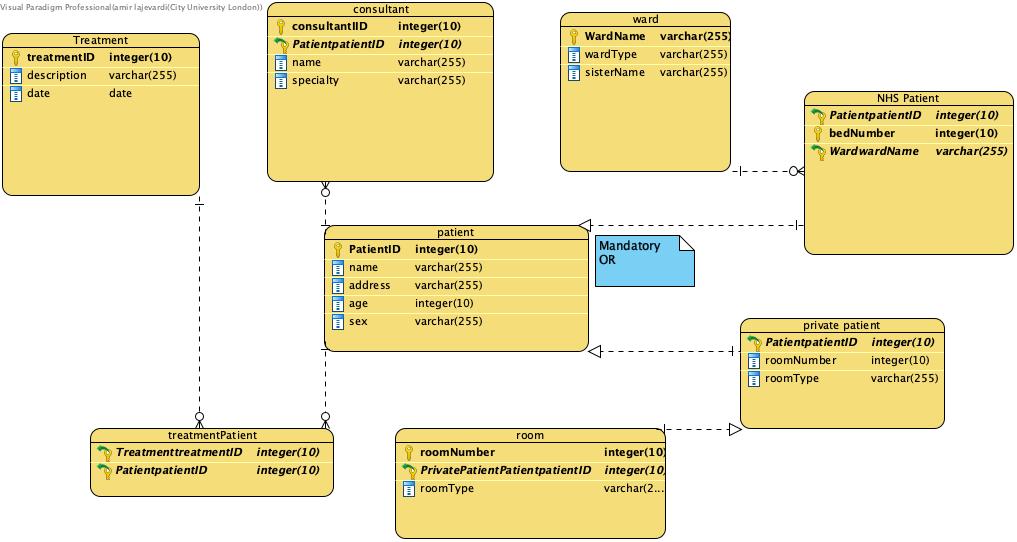 Visual Paradigm Professional(amir lajevardi(City University London))
Treatment
treatmentID integer(10)
description varchar(255)
date date
consultant
consultantIID integer(10)
PatientpatientID integer(10)
name varchar(255)
specialty varchar(255)
ward
WardName varchar(255)
wardType varchar(255)
sisterName varchar(255)
NHS Patient
PatientpatientID integer(10)
bedNumber integer(10)
WardwardName varchar(255)
patient
PatientID integer(10)
name varchar(255)
address varchar(255)
age integer(10)
sex varchar(255)
Mandatory
OR
private patient
PatientpatientID integer(10)
roomNumber integer(10)
roomType varchar(255)
treatmentPatient
TreatmenttreatmentID integer(10)
PatientpatientID integer(10)
room
roomNumber integer(10)
PrivatePatientPatientpatientID integer(10)
roomType varchar(2...